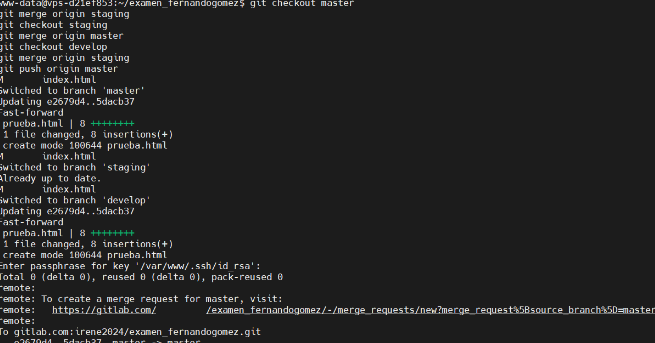 www-data@vps-d21ef853:~/examen_fernandogomez$ git checkout master
git merge origin staging
git checkout staging
git merge origin master
git checkout develop
git merge origin staging
git push origin master
M       index.html
Switched to branch 'master'
Updating e2679d4..5dacb37
Fast-forward
 prueba.html | 8 ++++++++
 1 file changed, 8 insertions(+)
 create mode 100644 prueba.html
M       index.html
Switched to branch 'staging'
Already up to date.
M       index.html
Switched to branch 'develop'
Updating e2679d4..5dacb37
Fast-forward
 prueba.html | 8 ++++++++
 1 file changed, 8 insertions(+)
 create mode 100644 prueba.html
Enter passphrase for key '/var/www/.ssh/id_rsa':
Total 0 (delta 0), reused 0 (delta 0), pack-reused 0
remote:
remote: To create a merge request for master, visit:
remote:   https://gitlab.com/         /examen_fernandogomez/-/merge_requests/new?merge_request%5Bsource_branch%5D=master
remote:
To gitlab.com:irene2024/examen_fernandogomez.git
   e2679d4..5dacb37  master -> master